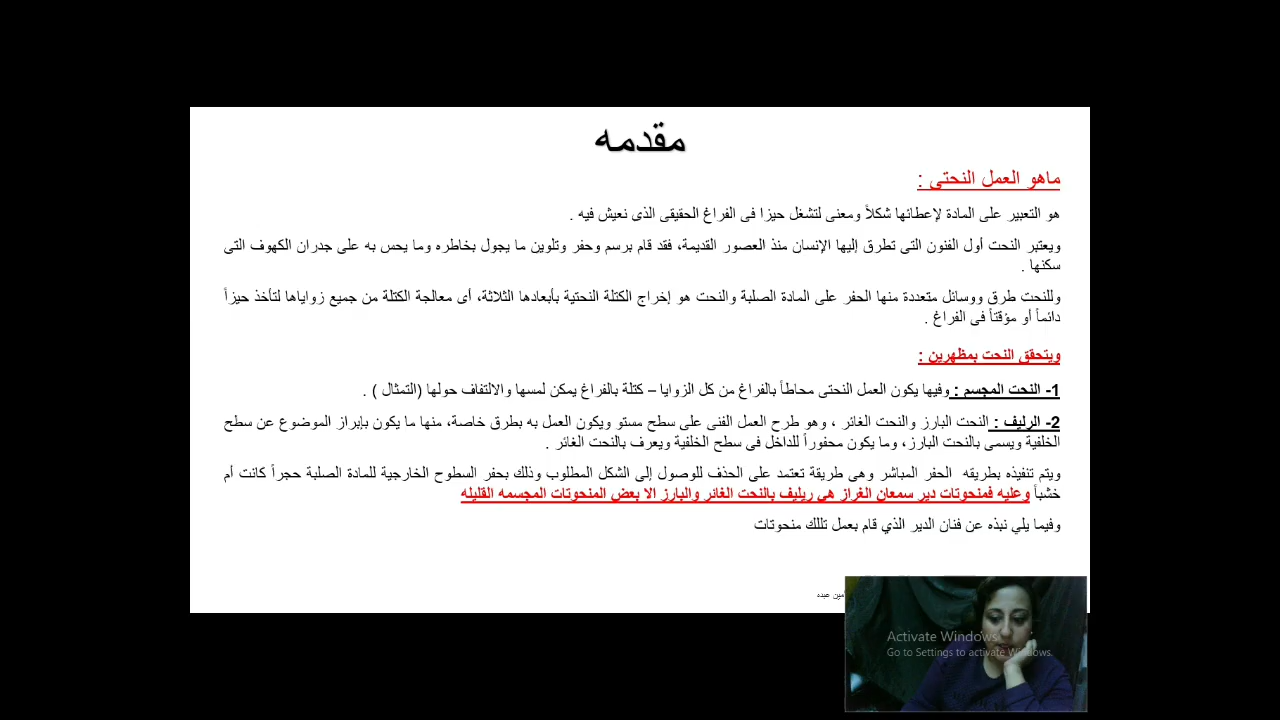 مقدمه
ماهو العمل النحتى :
هو التعبير على المادة لإعطائها شكلاً ومعنى لتشغل حيزا فى الفراغ الحقيقى الذى نعيش فيه .
ويعتبر النحت أول الفنون التى تطرق إليها الإنسان منذ العصور القديمة، فقد قام برسم وحفر وتلوين ما يجول بخاطره وما يحس به على جدران الكهوف التى
سكنها .
وللنحت طرق ووسائل متعددة منها الحفر على المادة الصلبة والنحت هو إخراج الكتلة النحتية بأبعادها الثلاثة، أى معالجة الكتلة من جميع زواياها لتأخذ حيزاً
دائماً أو مؤقتاً فى الفراغ .
ويتحقق النحت بمظهرين :
1- النحت المجسم : وفيها يكون العمل النحتى محاطاً بالفراغ من كل الزوايا – كتلة بالفراغ يمكن لمسها والالتفاف حولها (التمثال ) .
2- الرليف : النحت البارز والنحت الغائر ، وهو طرح العمل الفنى على سطح مستو ويكون العمل به بطرق خاصة، منها ما يكون بإبراز الموضوع عن سطح
الخلفية ويسمى بالنحت البارز، وما يكون محفوراً للداخل فى سطح الخلفية ويعرف بالنحت الغائر .
ويتم تنفيذه بطريقه الحفر المباشر وهى طريقة تعتمد على الحذف للوصول إلى الشكل المطلوب وذلك بحفر السطوح الخارجية للمادة الصلبة حجراً كانت أم
خشباً وعليه فمنحوتات دير سمعان الغراز هي ريليف بالنحت الغائر والبارز الا بعض المنحوتات المجسمه القليله
وفيما يلي نبذه عن فنان الدير الذي قام بعمل تللك منحوتات
عبده
Activate Windows
Go to Settings to activate Windows.